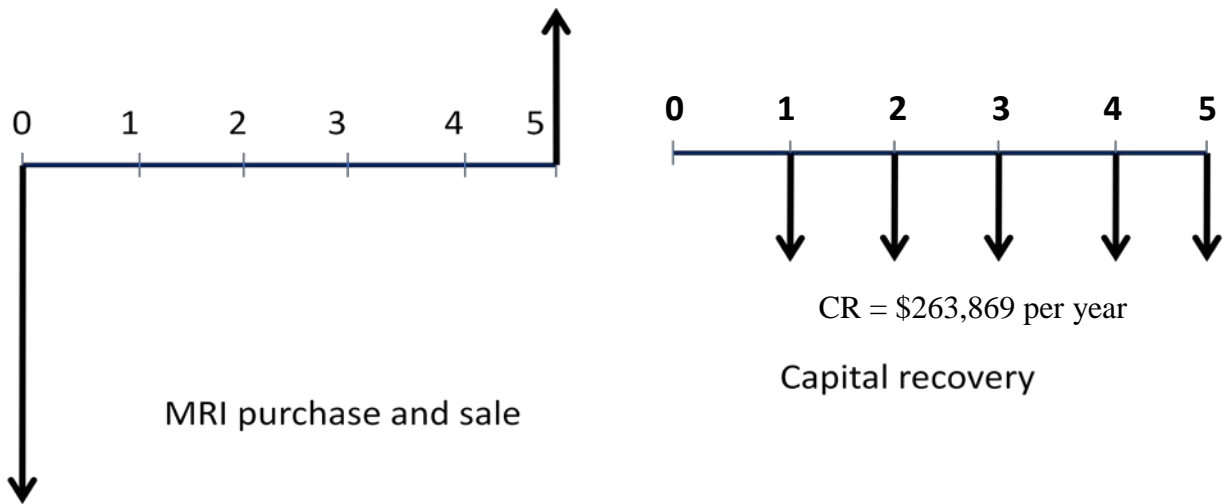 0 1 2 3 4 5
MRI purchase and sale
0 1 2 3 4 5
CR = $263,869 per year
Capital recovery